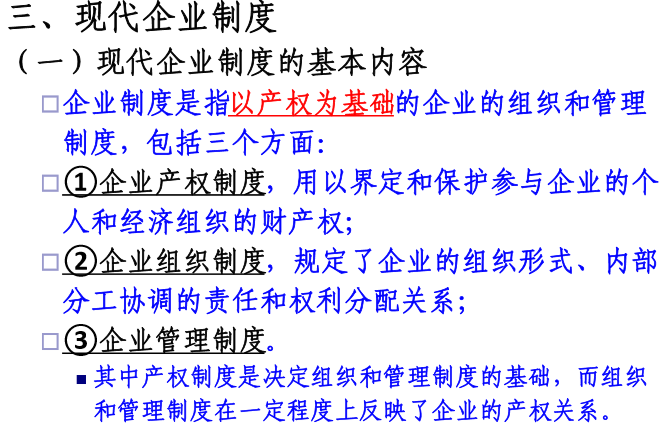 三、现代企业制度
（一）现代企业制度的基本内容
企业制度是指以产权为基础的企业的组织和管理
制度，包括三个方面：
①企业产权制度，用以界定和保护参与企业的个
人和经济组织的财产权；
②企业组织制度，规定了企业的组织形式、内部
分工协调的责任和权利分配关系；
③企业管理制度。
其中产权制度是决定组织和管理制度的基础，而组织
和管理制度在一定程度上反映了企业的产权关系。